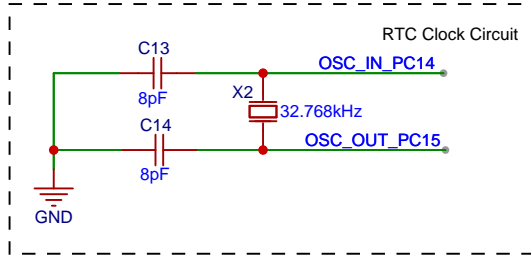 RTC Clock Circuit
C13
OSC_IN_PC14
8pF
X2
32.768kHz
C14
OSC_OUT_PC15
8pF
GND